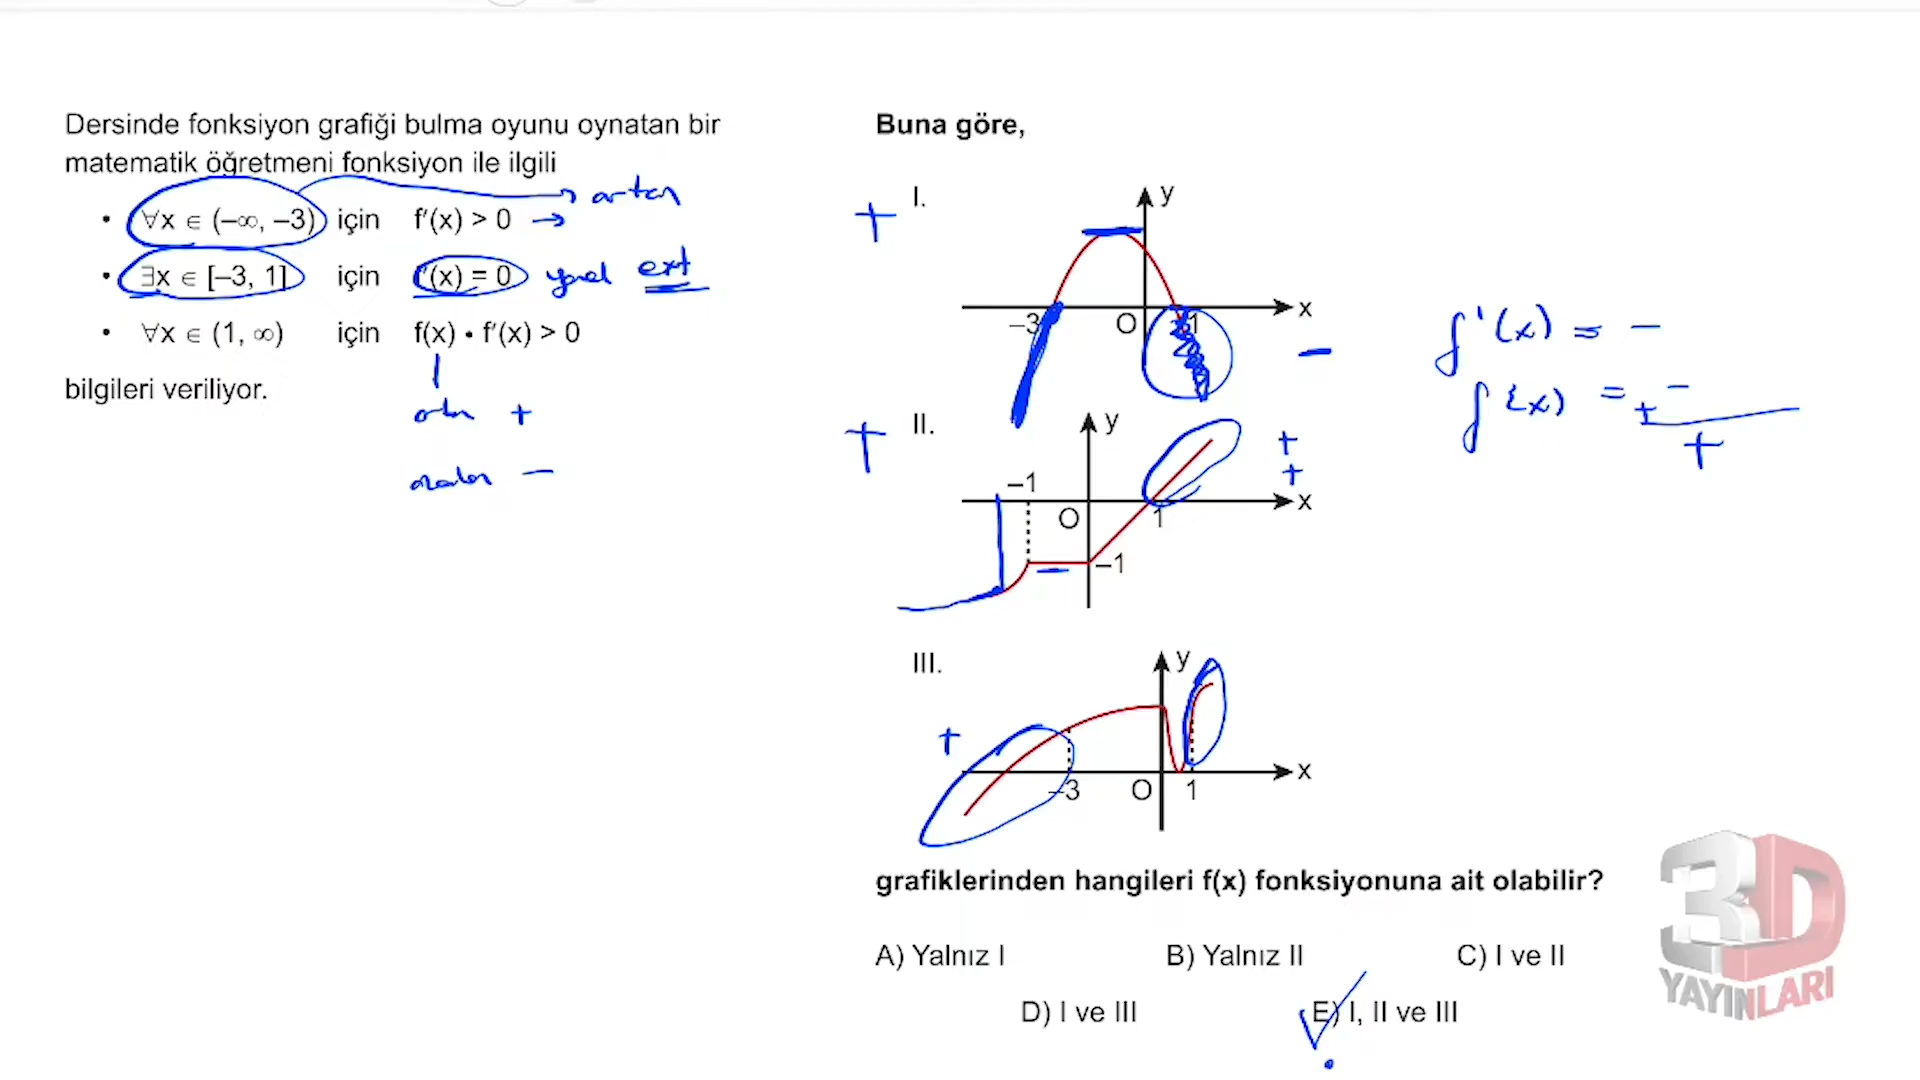 Dersinde fonksiyon grafiği bulma oyunu oynatan bir
matematik öğretmeni fonksiyon ile ilgili
• ∀x ∈ (–∞, –3) için f′(x) > 0 → artan
• ∃x ∈ [–3, 1] için f′(x) = 0 yerel ext
• ∀x ∈ (1, ∞) için f(x) • f′(x) > 0
bilgileri veriliyor.
artan +
azalan –
Buna göre,
+ I.
y
x
–3
O
1
–
f'(x) = –
f(x) = –
+
+
+ II.
y
x
–1
O
1
–1
+
+
III.
y
x
+
–3
O
1
grafiklerinden hangileri f(x) fonksiyonuna ait olabilir?
A) Yalnız I B) Yalnız II C) I ve II
D) I ve III E) I, II ve III
3D
YAYINLARI